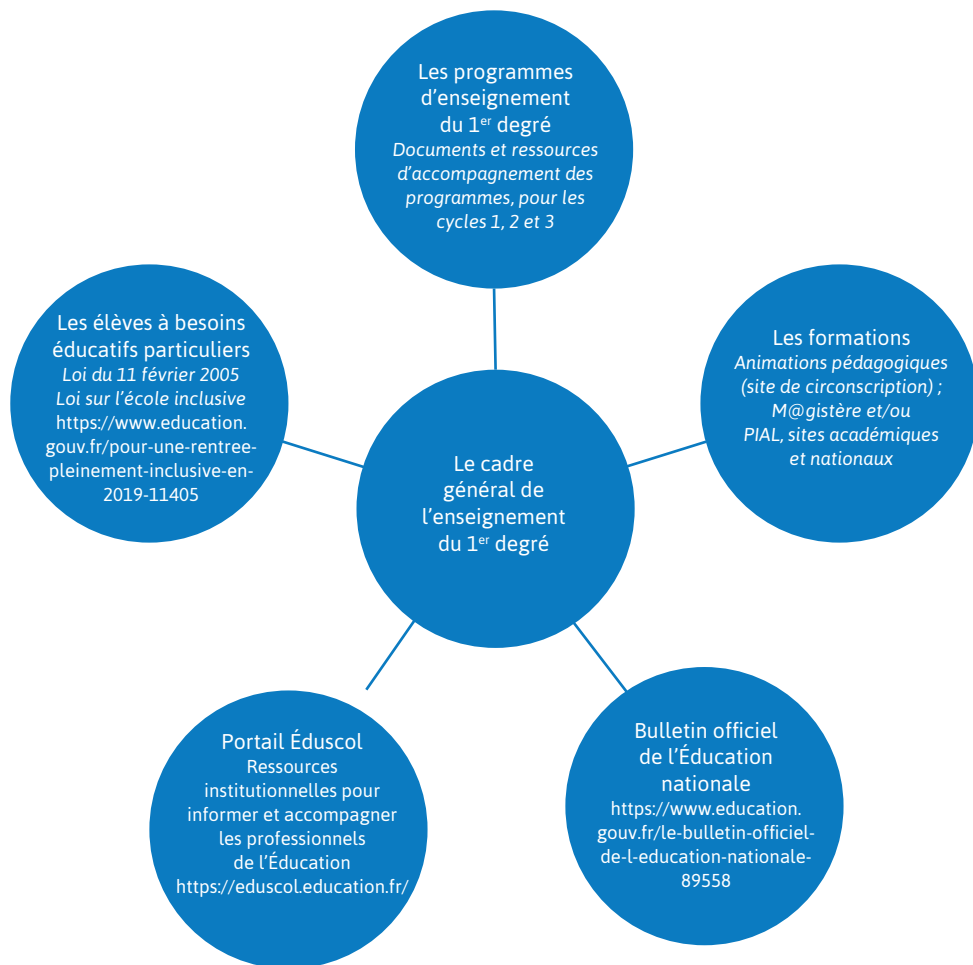 Les programmes
d'enseignement
du 1er degré
Documents et ressources
d'accompagnement des
programmes, pour les
cycles 1, 2 et 3
Les élèves à besoins
éducatifs particuliers
Loi du 11 février 2005
Loi sur l'école inclusive
https://www.education.
gouv.fr/pour-une-rentree-
pleinement-inclusive-en-
2019-11405
Les formations
Animations pédagogiques
(site de circonscription) ;
M@gistère et/ou
PIAL, sites académiques
et nationaux
Le cadre
général de
l'enseignement
du 1er degré
Portail Éduscol
Ressources
institutionnelles pour
informer et accompagner
les professionnels
de l'Éducation
https://eduscol.education.fr/
Bulletin officiel
de l'Éducation
nationale
https://www.education.
gouv.fr/le-bulletin-officiel-
de-l-education-nationale-
89558